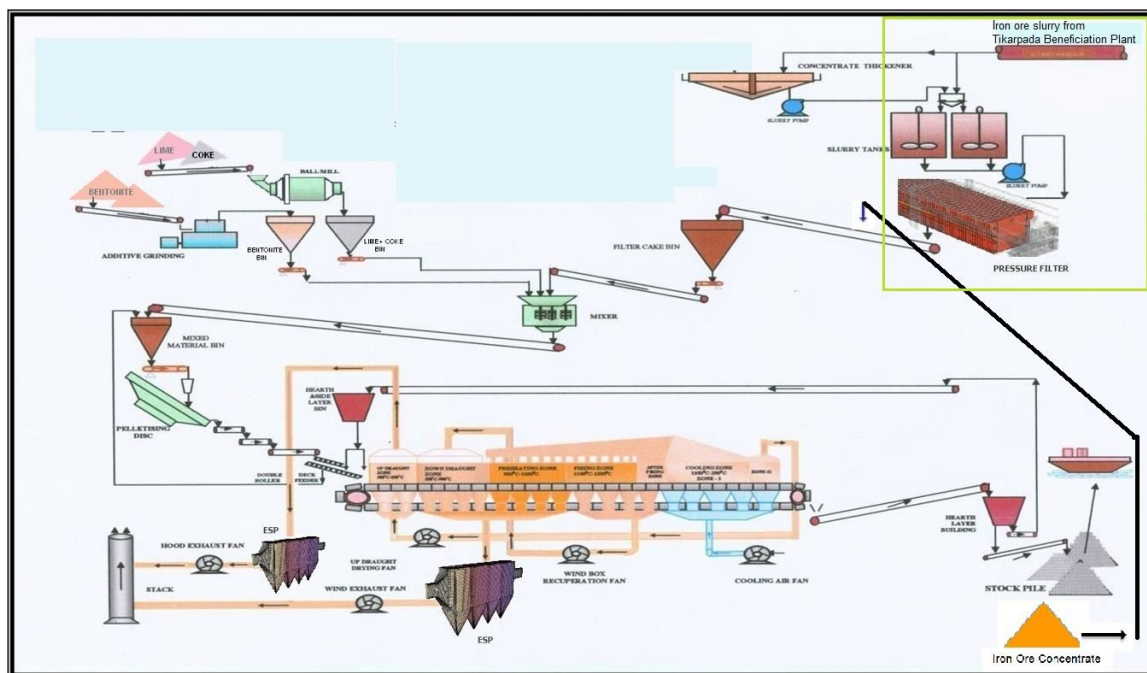 Iron ore slurry from
Tikarpada Beneficiation Plant
CONCENTRATE THICKENER
SLURRY PUMP
SLURRY TANKS
SLURRY PUMP
PRESSURE FILTER
LIME
COKE
BALL MILL
BENTONITE
ADDITIVE GRINDING
BENTONITE
BIN
LIME+ COKE
BIN
FILTER CAKE BIN
MIXER
MIXED
MATERIAL BIN
PELLETISING
DISC
DOUBLE
ROLLER
DECK
FEEDER
HEARTH
&SIDE
LAYER
BIN
UP DRAUGHT
ZONE
DOWN DRAUGHT
ZONE
PREHEATING ZONE
FIRING ZONE
AFTER
FIRING
ZONE
COOLING ZONE
ZONE - I
ZONE-II
HEARTH
LAYER
BUILDING
STOCK PILE
Iron Ore Concentrate
ESP
HOOD EXHAUST FAN
STACK
UP DRAUGHT
DRYING FAN
WIND EXHAUST FAN
ESP
WIND BOX
RECUPERATION FAN
COOLING AIR FAN